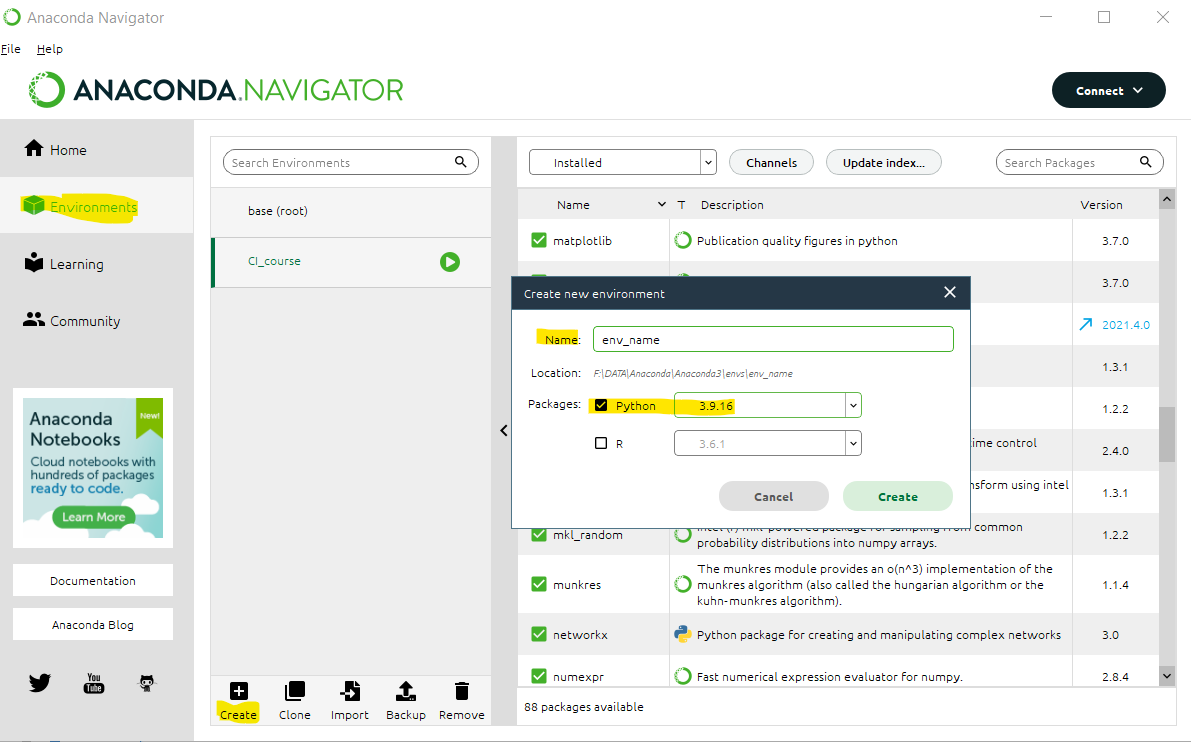 Anaconda Navigator
File Help
ANACONDA.NAVIGATOR
Connect
Home
Environments
Learning
Community
Anaconda
Notebooks
New!
Cloud notebooks with
hundreds of packages
ready to code.
Learn More
Documentation
Anaconda Blog
You
Tube
Search Environments
base (root)
CI_course
Create
Clone
Import
Backup
Remove
Installed
Channels
Update index...
Search Packages
Name T Description Version
matplotlib Publication quality figures in python 3.7.0
3.7.0
2021.4.0
1.3.1
1.2.2
time control
2.4.0
nsform using intel
1.3.1
Create new environment
Name: env_name
Location: F:\DATA\Anaconda\Anaconda3\envs\env_name
Packages: Python 3.9.16
R 3.6.1
Cancel Create
mkl_random Intel (r) mkl-powered package for sampling from common
probability distributions into numpy arrays. 1.2.2
munkres The munkres module provides an o(n^3) implementation of the
munkres algorithm (also called the hungarian algorithm or the
kuhn-munkres algorithm). 1.1.4
networkx Python package for creating and manipulating complex networks 3.0
numexpr Fast numerical expression evaluator for numpy. 2.8.4
88 packages available